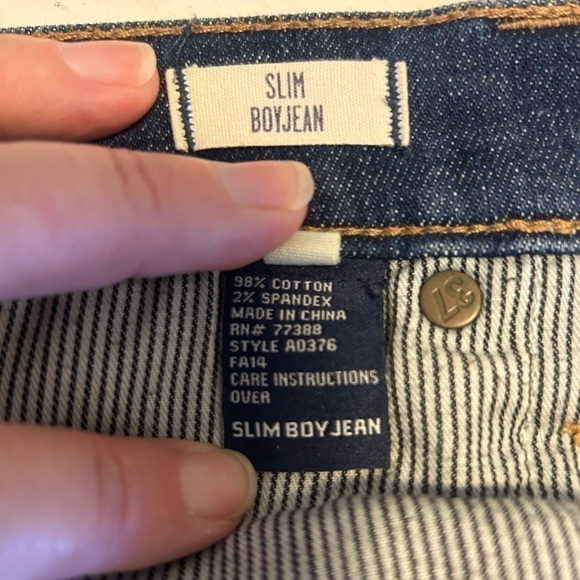 SLIM
BOYJEAN
98% COTTON
2% SPANDEX
MADE IN CHINA
RN# 77388
STYLE A0376
FA14
CARE INSTRUCTIONS
OVER
SLIM BOY JEAN
37